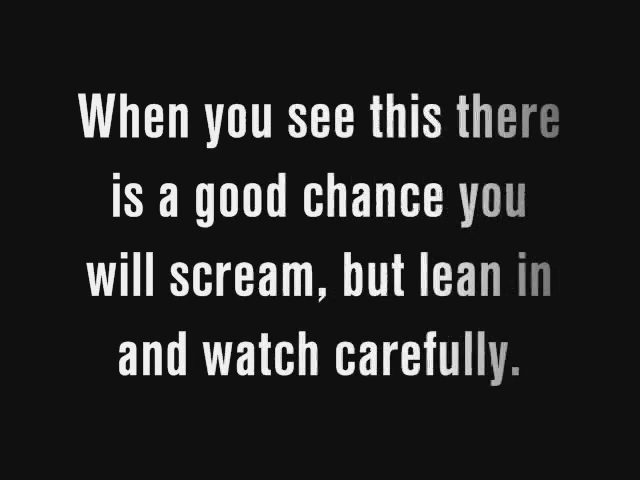 When you see this there
is a good chance you
will scream, but lean in
and watch carefully.